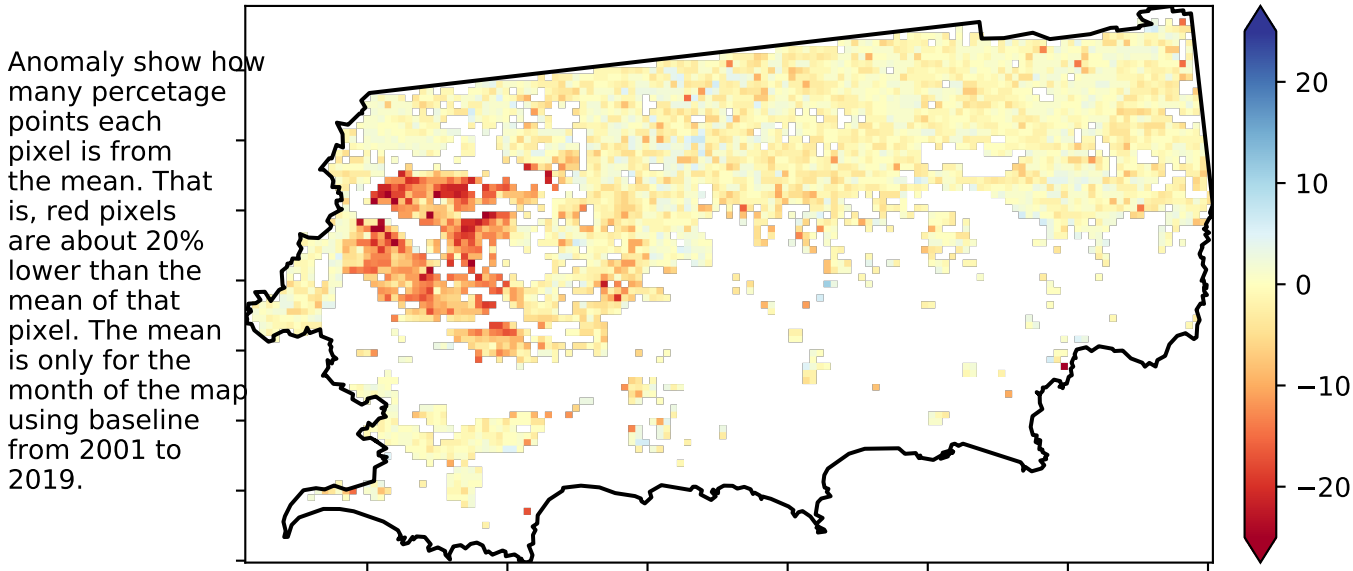 Anomaly show how
many percetage
points each
pixel is from
the mean. That
is, red pixels
are about 20%
lower than the
mean of that
pixel. The mean
is only for the
month of the map
using baseline
from 2001 to
2019.
20
10
0
−10
−20